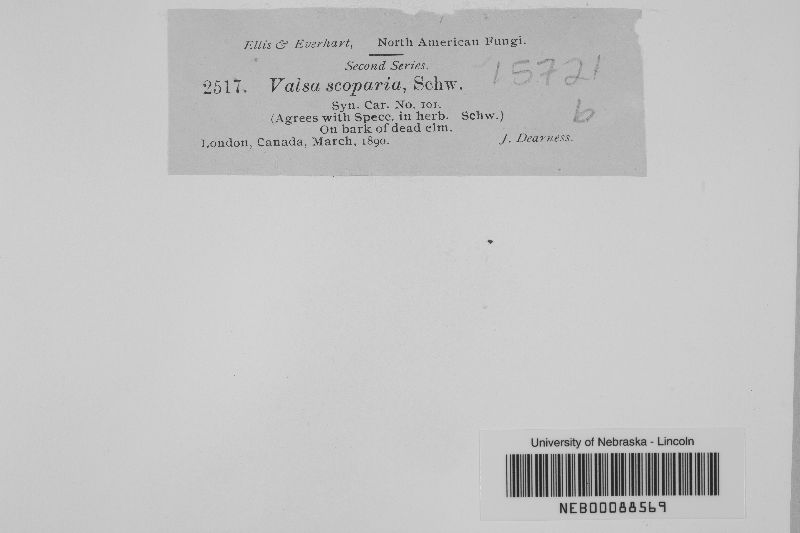 Ellis & Everhart, North American Fungi.
Second Series.
2517. Valsa scoparia, Schw.
15721
b
Syn. Car. No. 101.
(Agrees with Spece. in herb. Schw.)
On bark of dead elm.
London, Canada, March, 1890. J. Dearness.
University of Nebraska - Lincoln
NEB00088569